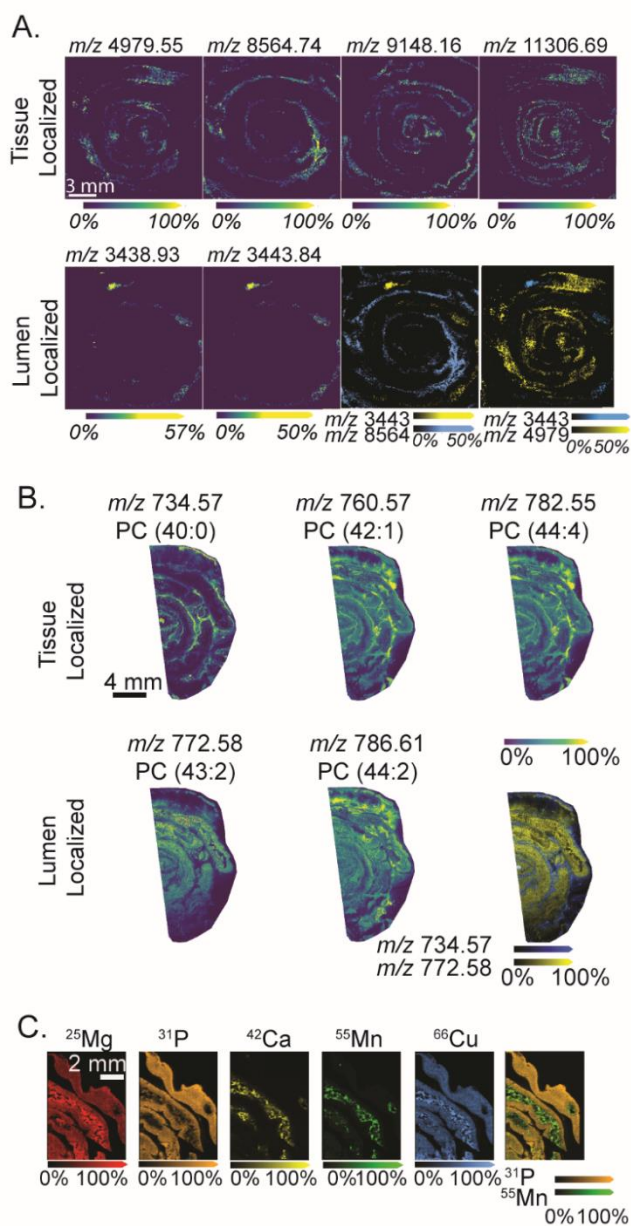 A.
m/z 4979.55 m/z 8564.74 m/z 9148.16 m/z 11306.69
Tissue
Localized
3 mm
0% 100% 0% 100% 0% 100% 0% 100%
m/z 3438.93 m/z 3443.84
Lumen
Localized
0% 57% 0% 50% m/z 3443 m/z 3443
m/z 8564 0% 50% m/z 4979 0% 50%
B.
m/z 734.57 m/z 760.57 m/z 782.55
PC (40:0) PC (42:1) PC (44:4)
Tissue
Localized
4 mm
m/z 772.58 m/z 786.61
PC (43:2) PC (44:2)
0% 100%
Lumen
Localized
m/z 734.57
m/z 772.58
0% 100%
C.
25Mg 31P 42Ca 55Mn 66Cu
2 mm
0% 100% 0% 100% 0% 100% 0% 100% 0% 100% 31P
55Mn
0% 100%